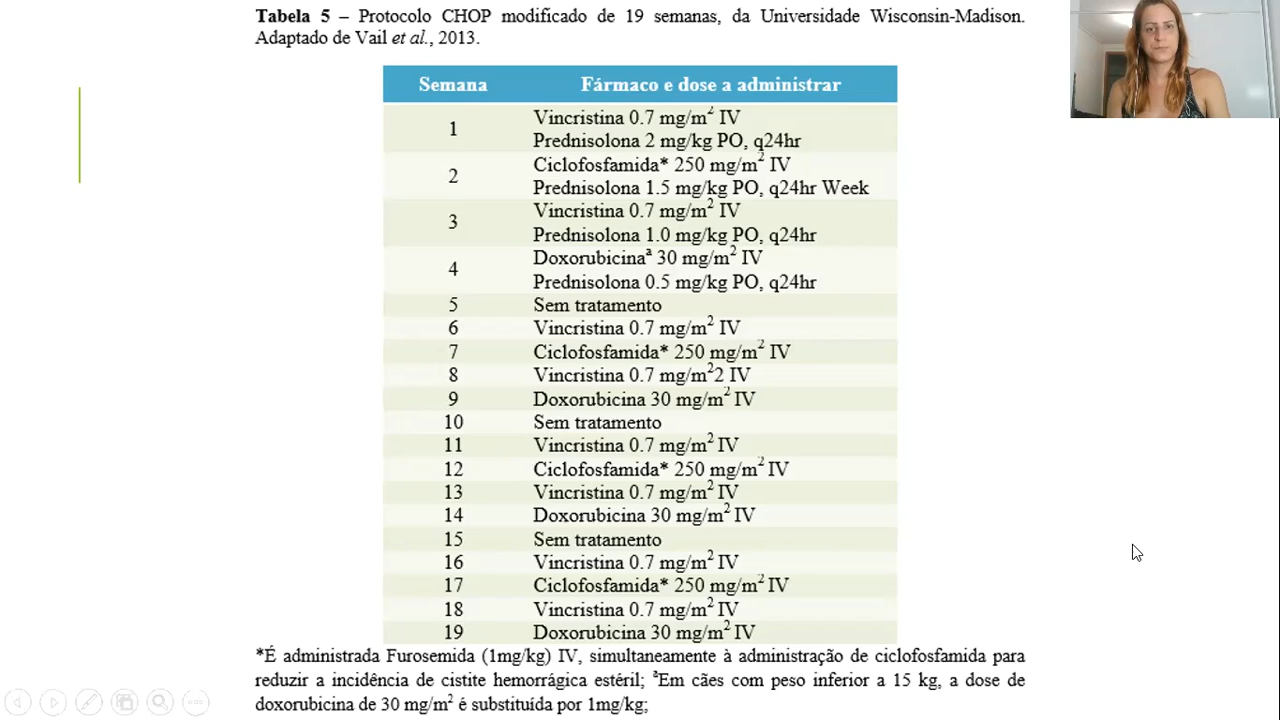 Tabela 5 – Protocolo CHOP modificado de 19 semanas, da Universidade Wisconsin-Madison.
Adaptado de Vail et al., 2013.
Semana Fármaco e dose a administrar
1 Vincristina 0.7 mg/m² IV
Prednisolona 2 mg/kg PO, q24hr
2 Ciclofosfamida* 250 mg/m² IV
Prednisolona 1.5 mg/kg PO, q24hr Week
3 Vincristina 0.7 mg/m² IV
Prednisolona 1.0 mg/kg PO, q24hr
4 Doxorubicinaª 30 mg/m² IV
Prednisolona 0.5 mg/kg PO, q24hr
5 Sem tratamento
6 Vincristina 0.7 mg/m² IV
7 Ciclofosfamida* 250 mg/m² IV
8 Vincristina 0.7 mg/m²2 IV
9 Doxorubicina 30 mg/m² IV
10 Sem tratamento
11 Vincristina 0.7 mg/m² IV
12 Ciclofosfamida* 250 mg/m² IV
13 Vincristina 0.7 mg/m² IV
14 Doxorubicina 30 mg/m² IV
15 Sem tratamento
16 Vincristina 0.7 mg/m² IV
17 Ciclofosfamida* 250 mg/m² IV
18 Vincristina 0.7 mg/m² IV
19 Doxorubicina 30 mg/m² IV
*É administrada Furosemida (1mg/kg) IV, simultaneamente à administração de ciclofosfamida para
reduzir a incidência de cistite hemorrágica estéril; ªEm cães com peso inferior a 15 kg, a dose de
doxorubicina de 30 mg/m² é substituída por 1mg/kg;